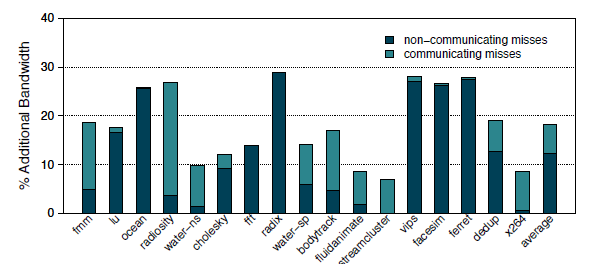 % Additional Bandwidth
40
30
20
10
0
non−communicating misses
communicating misses
fmm
lu
ocean
radiosity
water−ns
cholesky
fft
radix
water−sp
bodytrack
fluidanimate
streamcluster
vips
facesim
ferret
dedup
x264
average